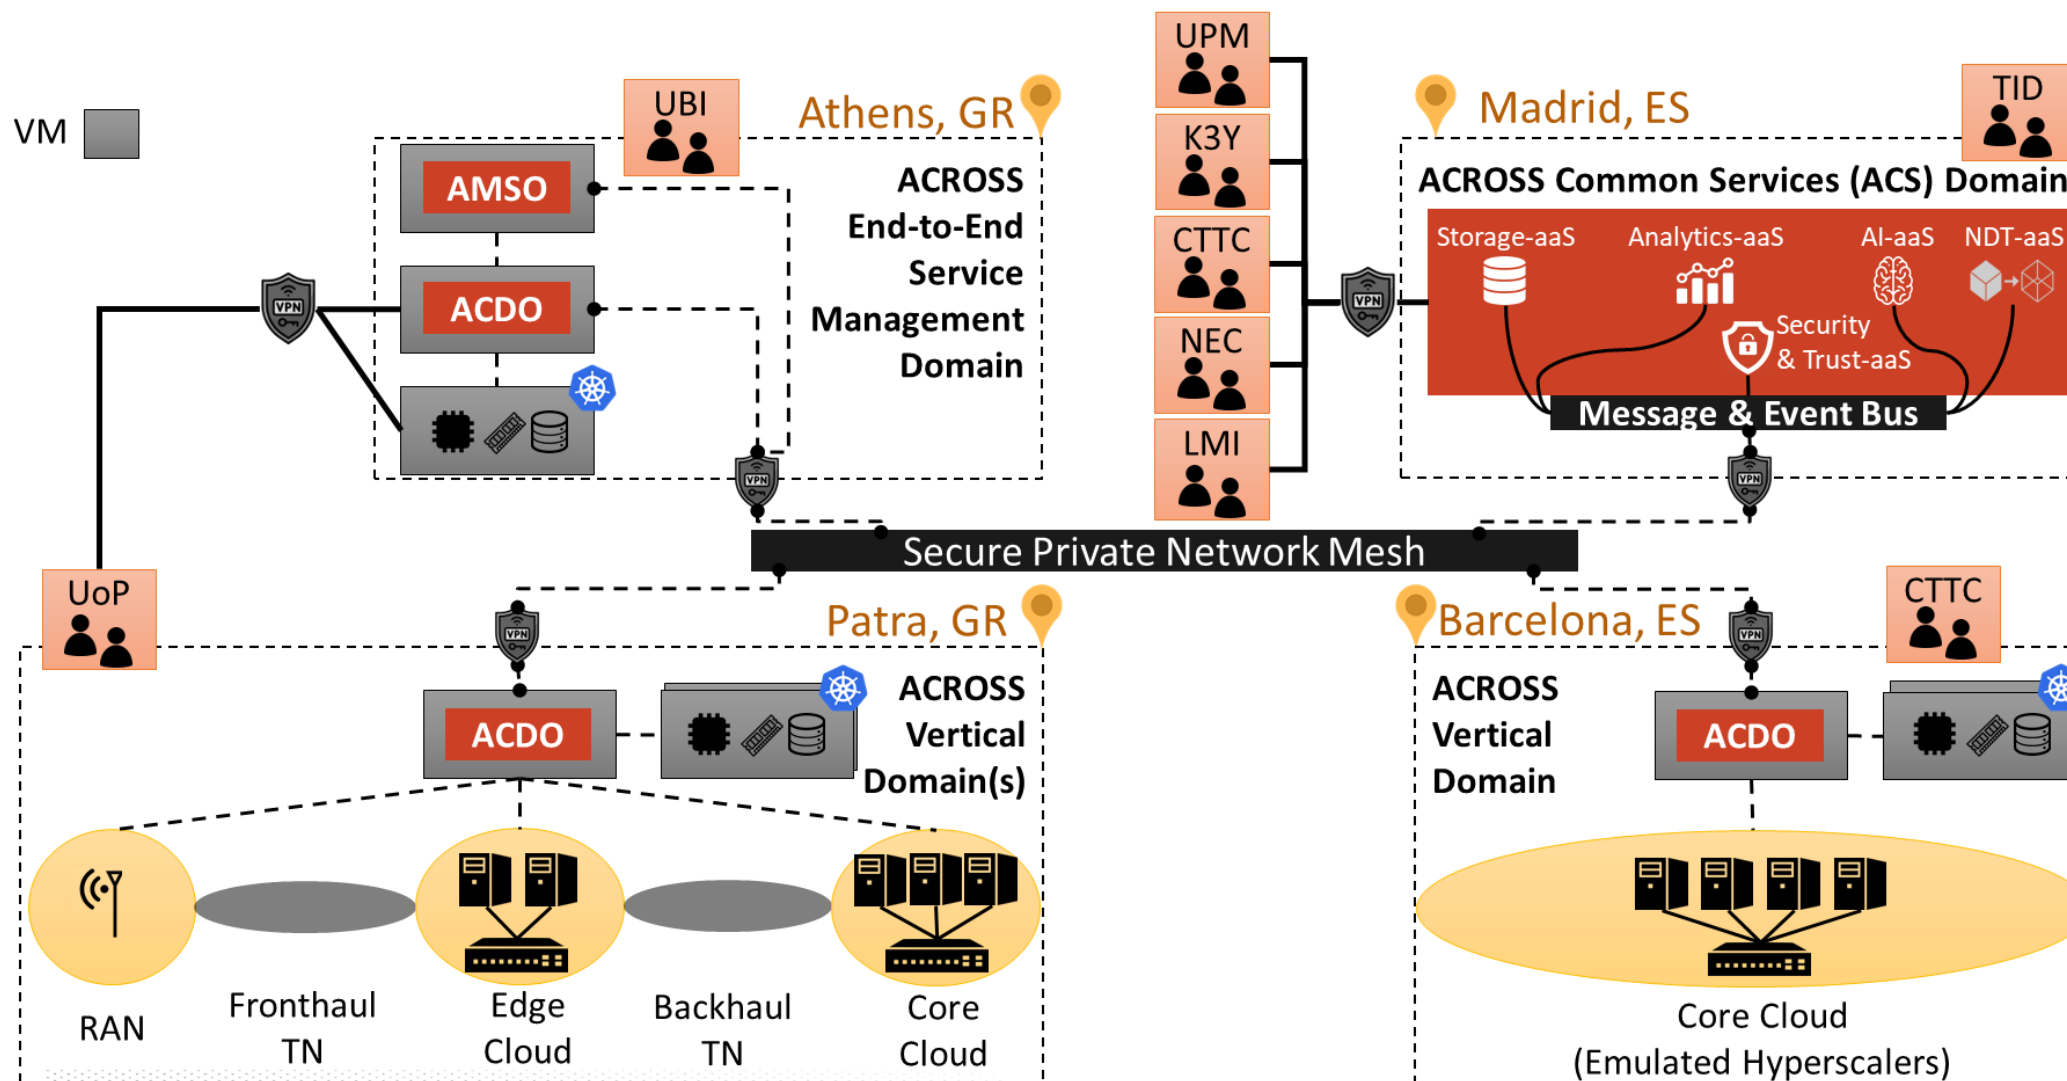 VM
UBI
Athens, GR
AMSO
ACDO
ACROSS
End-to-End
Service
Management
Domain
VPN
VPN
UPM
K3Y
CTTC
NEC
LMI
VPN
Madrid, ES
TID
ACROSS Common Services (ACS) Domain
Storage-aaS
Analytics-aaS
AI-aaS
NDT-aaS
Security
& Trust-aaS
Message & Event Bus
VPN
Secure Private Network Mesh
UoP
VPN
Patra, GR
ACDO
ACROSS
Vertical
Domain(s)
RAN
Fronthaul
TN
Edge
Cloud
Backhaul
TN
Core
Cloud
Barcelona, ES
VPN
CTTC
ACROSS
Vertical
Domain
ACDO
Core Cloud
(Emulated Hyperscalers)